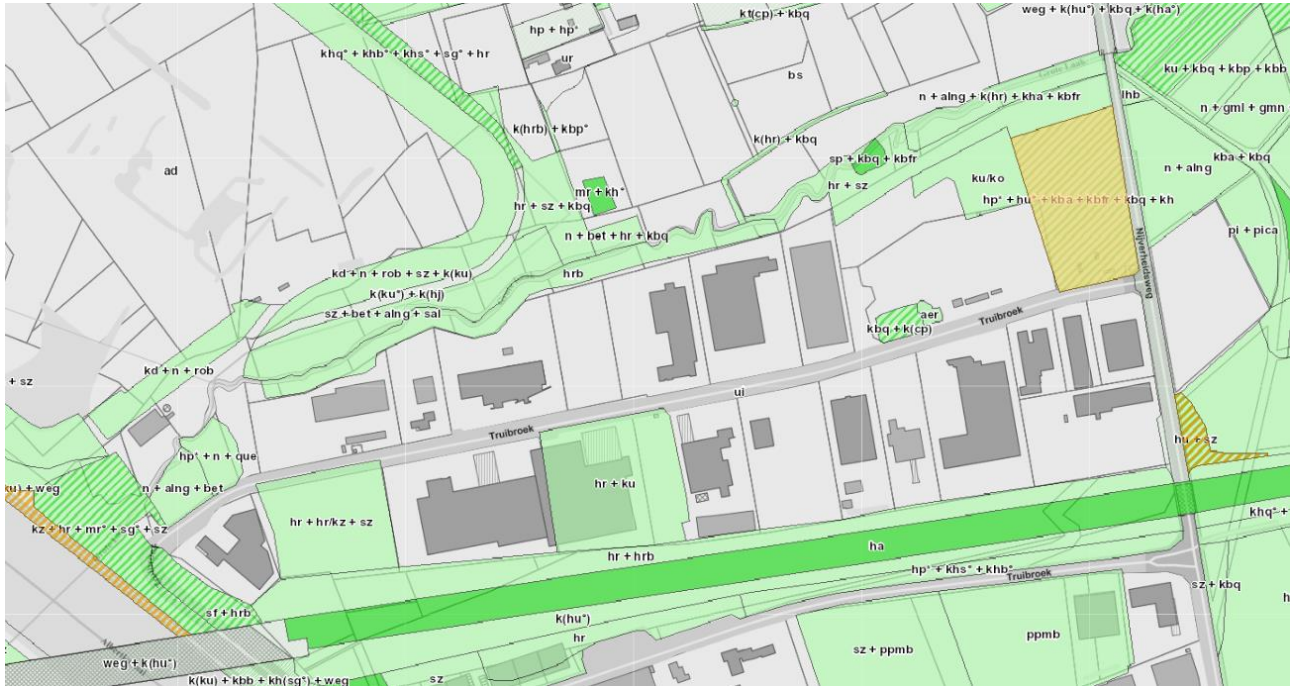 weg + k(hu°) + kbq + k(ha°)
kt(cp) + kbq
hp + hp°
khq° + khb° + khs° + sg° + hr
ur
Grote Laak
ku + kbq + kbp + kbb
bs
n + alng + k(hr) + kha + kbfr
lhb
n + gml + gmn
k(hrb) + kbp°
k(hr) + kbq
sp + kbq + kbfr
kba + kbq
n + alng
ad
ku/ko
hr + sz
mr + kh°
hp* + hu° + kba + kbfr + kbq + kh
hr + sz + kbq
pi + pica
n + bet + hr + kbq
Nijverheidsweg
kd + n + rob + sz + k(ku)
hrb
k(ku°) + k(hj)
sz + bet + alng + sal
aer
Truibroek
kbq + k(cp)
kd + n + rob
+ sz
ui
Truibroek
hu + sz
hp* + n + que
hr + ku
ku) + weg
n + alng + bet
khq° +
hr + hr/kz + sz
kz + hr + mr° + sg° + sz
ha
hr + hrb
hp* + khs° + khb°
Truibroek
sz + kbq
h
sf + hrb
k(hu°)
hr
ppmb
sz + ppmb
weg + k(hu°)
sz
k(ku) + kbb + kh(sg°) + weg